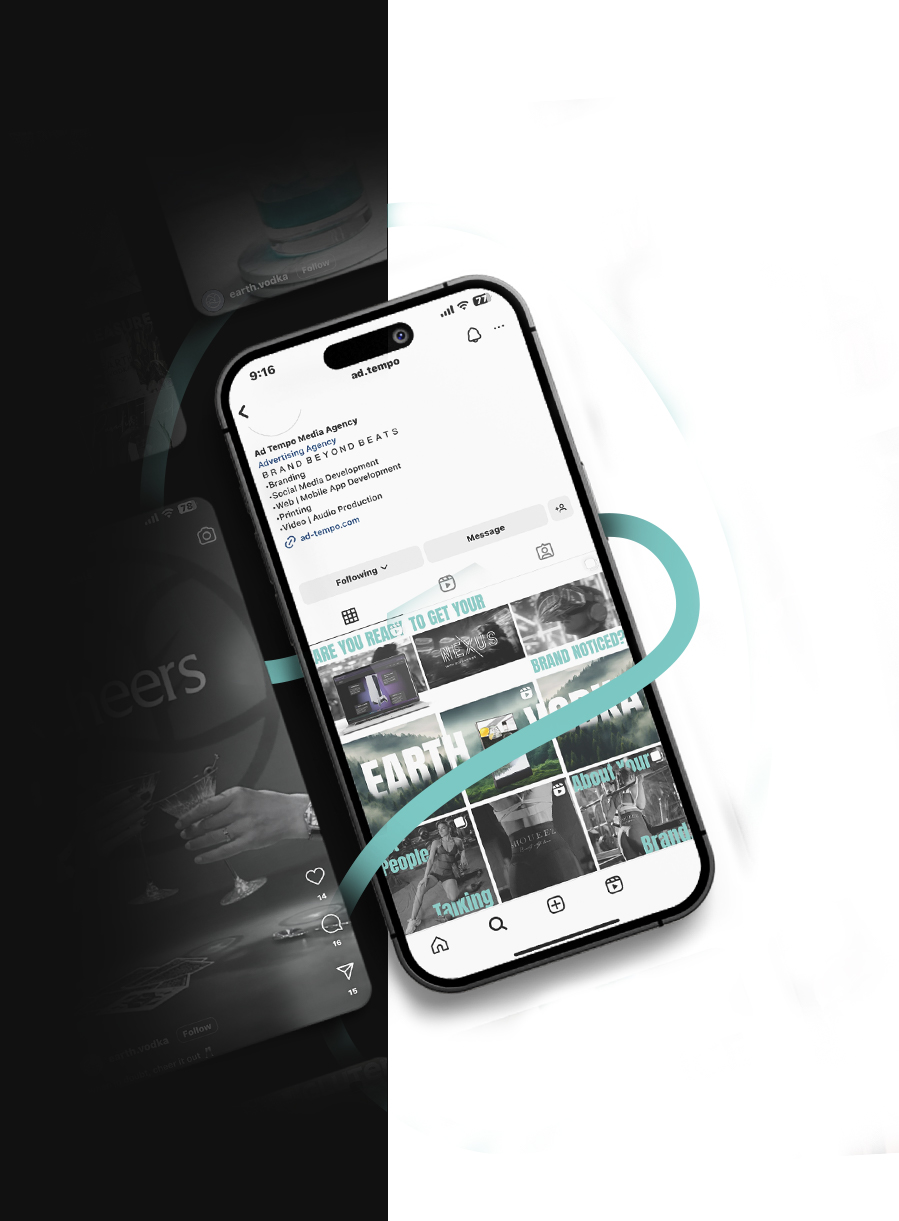 earth.vodka Follow
77
9:16
ad.tempo
Ad Tempo Media Agency
Advertising Agency
BRAND BEYOND BEATS
•Branding
•Social Media Development
•Web | Mobile App Development
•Printing
•Video | Audio Production
ad-tempo.com
Following
Message
ARE YOU READY TO GET YOUR
NEXUS
BRAND NOTICED?
EARTH VODKA
About Your
People
Talking
Brand
78
heers
14
16
15
earth.vodka Follow